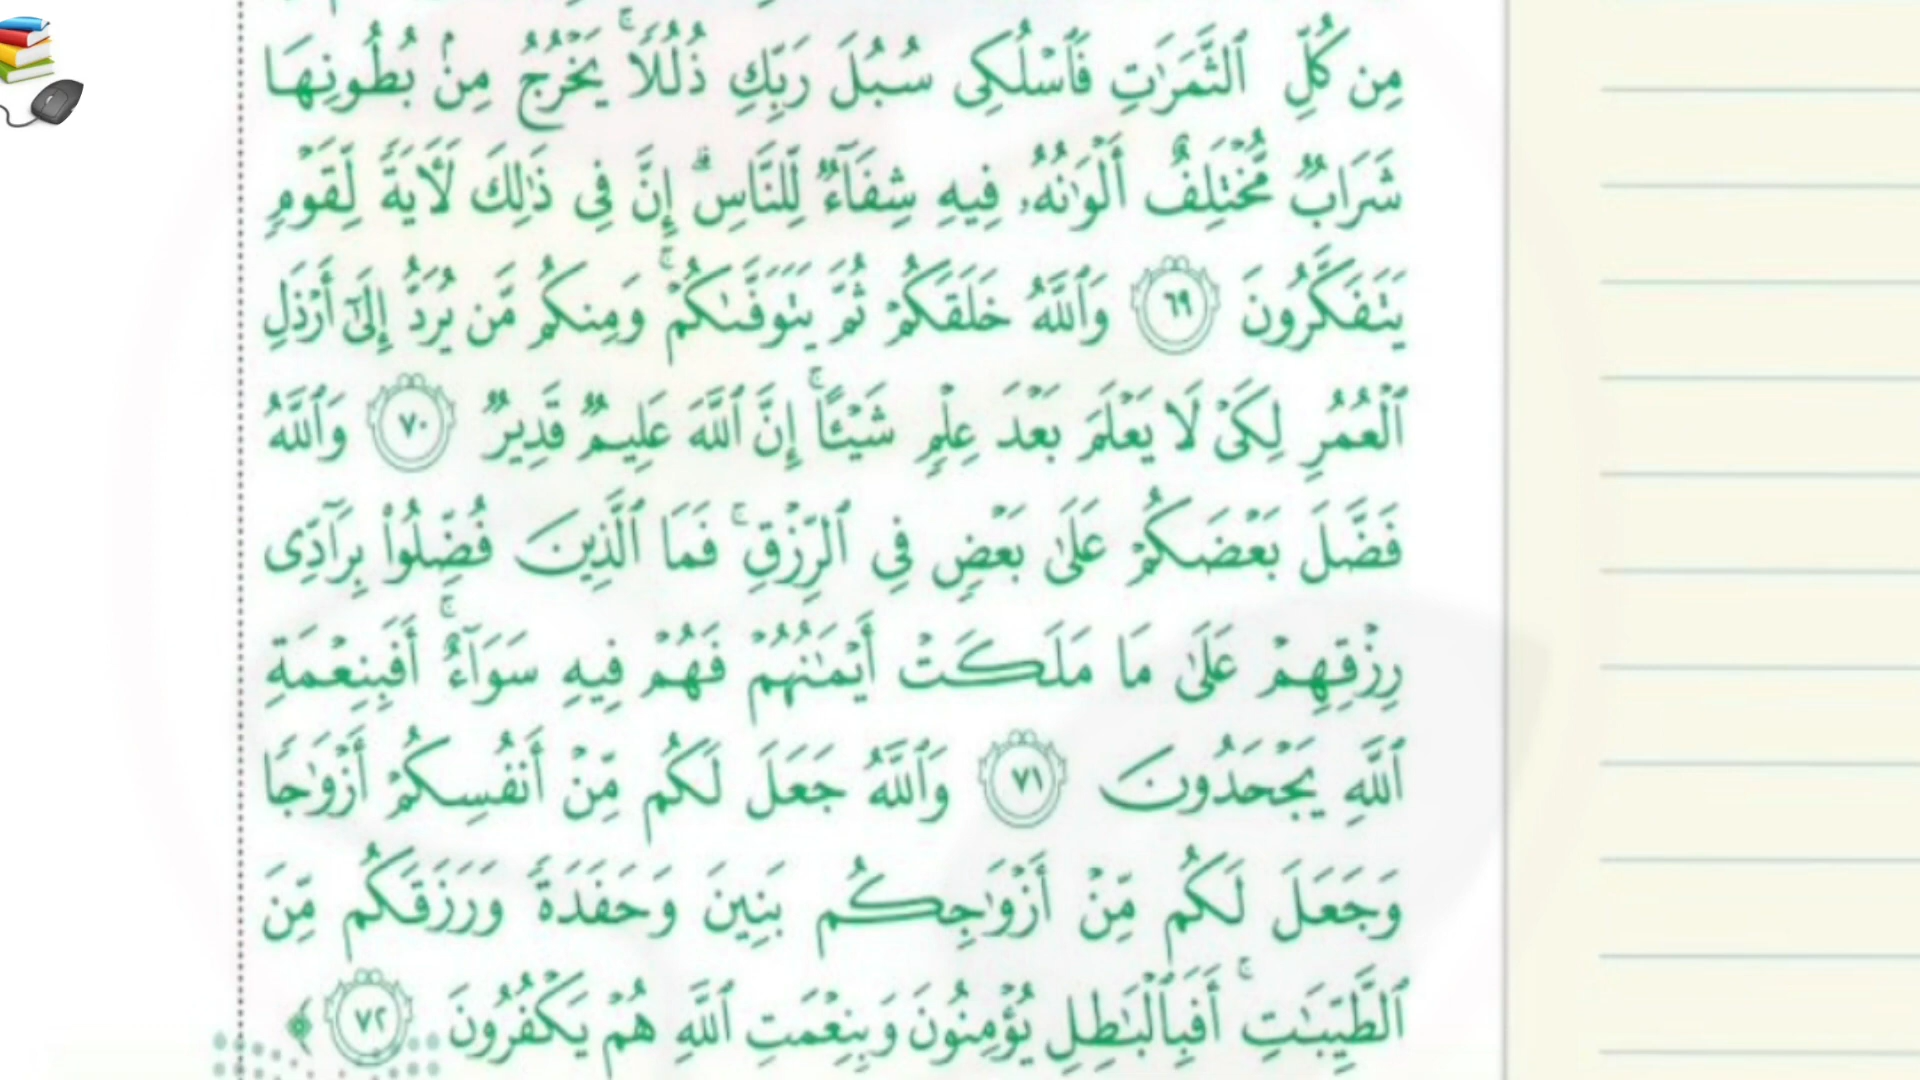 مِن كُلِّ ٱلثَّمَرَٰتِ فَٱسۡلُكِي سُبُلَ رَبِّكِ ذُلُلٗاۚ يَخۡرُجُ مِنۢ بُطُونِهَا
شَرَابٞ مُّخۡتَلِفٌ أَلۡوَٰنُهُۥ فِيهِ شِفَآءٞ لِّلنَّاسِۚ إِنَّ فِي ذَٰلِكَ لَأٓيَةٗ لِّقَوۡمٖ
يَتَفَكَّرُونَ ٦٩ وَٱللَّهُ خَلَقَكُمۡ ثُمَّ يَتَوَفَّىٰكُمۡۚ وَمِنكُم مَّن يُرَدُّ إِلَىٰٓ أَرۡذَلِ
ٱلۡعُمُرِ لِكَيۡ لَا يَعۡلَمَ بَعۡدَ عِلۡمٖ شَيۡـًٔاۚ إِنَّ ٱللَّهَ عَلِيمٞ قَدِيرٞ ٧٠ وَٱللَّهُ
فَضَّلَ بَعۡضَكُمۡ عَلَىٰ بَعۡضٖ فِي ٱلرِّزۡقِۚ فَمَا ٱلَّذِينَ فُضِّلُواْ بِرَآدِّي
رِزۡقِهِمۡ عَلَىٰ مَا مَلَكَتۡ أَيۡمَٰنُهُمۡ فَهُمۡ فِيهِ سَوَآءٌۚ أَفَبِنِعۡمَةِ
ٱللَّهِ يَجۡحَدُونَ ٧١ وَٱللَّهُ جَعَلَ لَكُم مِّنۡ أَنفُسِكُمۡ أَزۡوَٰجٗا
وَجَعَلَ لَكُم مِّنۡ أَزۡوَٰجِكُم بَنِينَ وَحَفَدَةٗ وَرَزَقَكُم مِّنَ
ٱلطَّيِّبَٰتِۚ أَفَبِٱلۡبَٰطِلِ يُؤۡمِنُونَ وَبِنِعۡمَتِ ٱللَّهِ هُمۡ يَكۡفُرُونَ ٧٢ ﴾